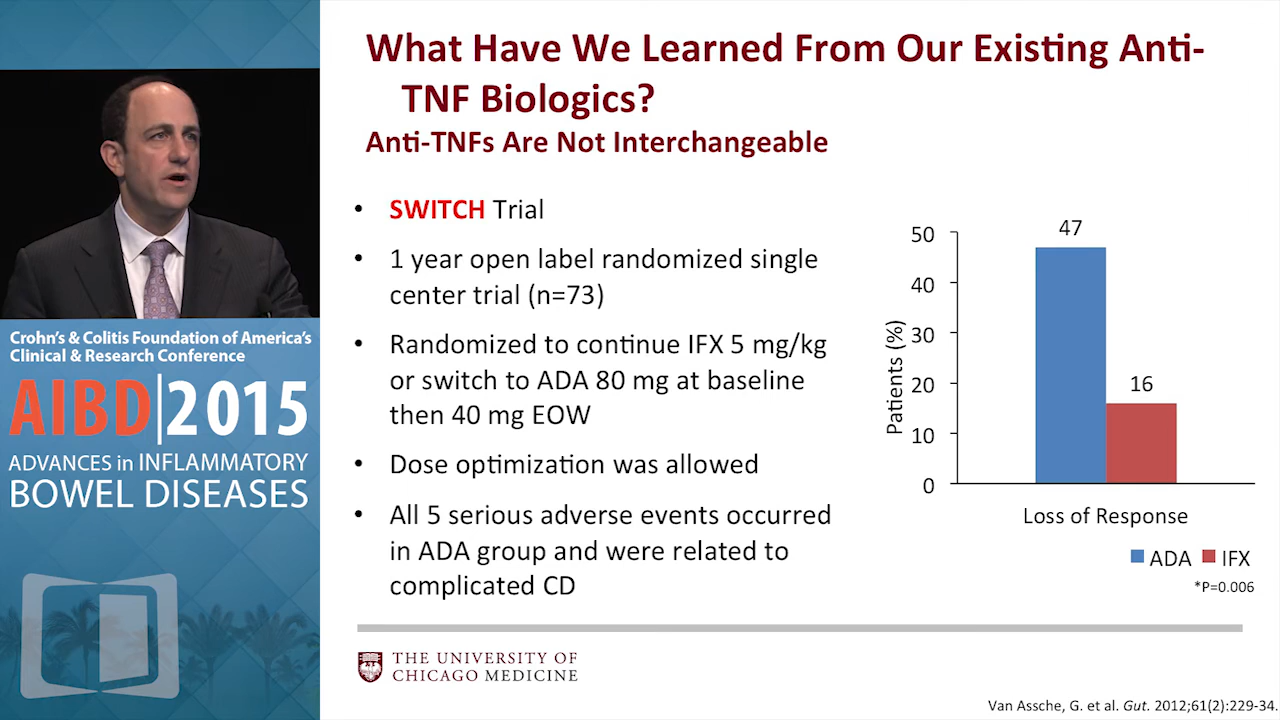 What Have We Learned From Our Existing Anti-
TNF Biologics?
Anti-TNFs Are Not Interchangeable
• SWITCH Trial
• 1 year open label randomized single
center trial (n=73)
• Randomized to continue IFX 5 mg/kg
or switch to ADA 80 mg at baseline
then 40 mg EOW
• Dose optimization was allowed
• All 5 serious adverse events occurred
in ADA group and were related to
complicated CD
Patients (%)
50
40
30
20
10
0
47
16
Loss of Response
ADA IFX
*P=0.006
THE UNIVERSITY OF
CHICAGO MEDICINE
Van Assche, G. et al. Gut. 2012;61(2):229-34.
Crohn's & Colitis Foundation of America's
Clinical & Research Conference
AIBD|2015
ADVANCES in INFLAMMATORY
BOWEL DISEASES